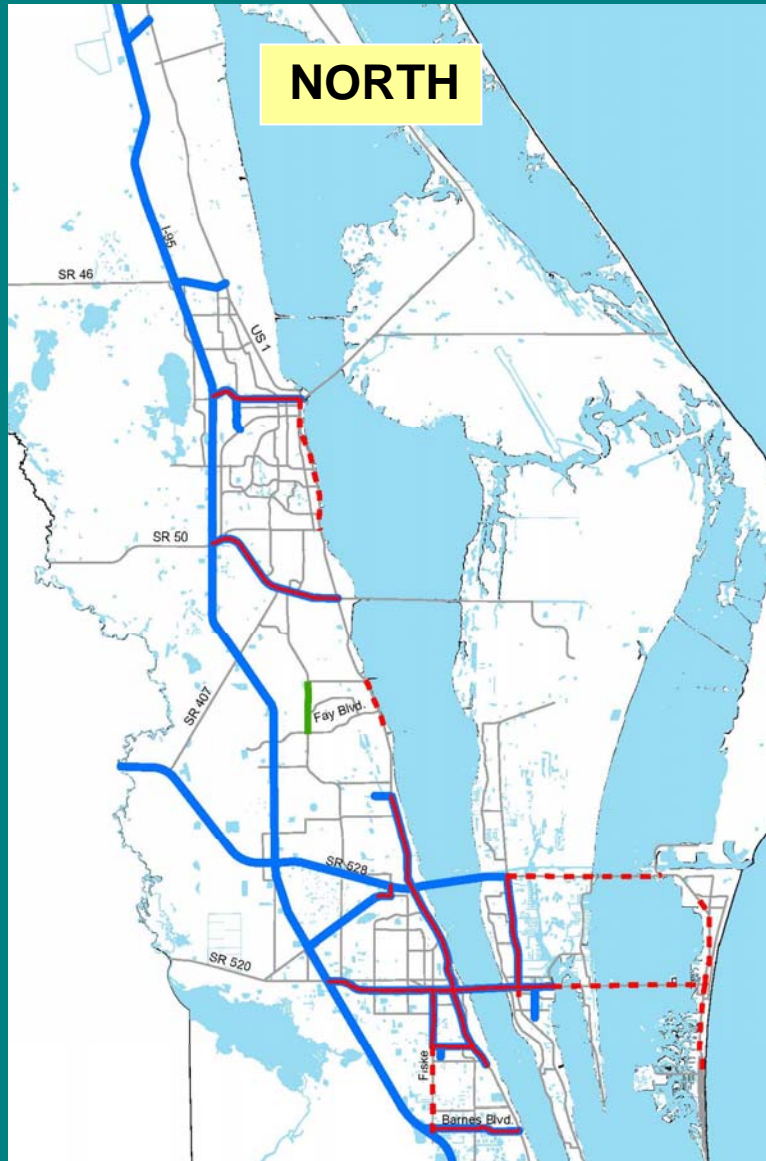 NORTH
I-95
SR 46
US 1
SR 50
SR 407
Fay Blvd.
SR 528
SR 520
Fiske
Barnes Blvd.